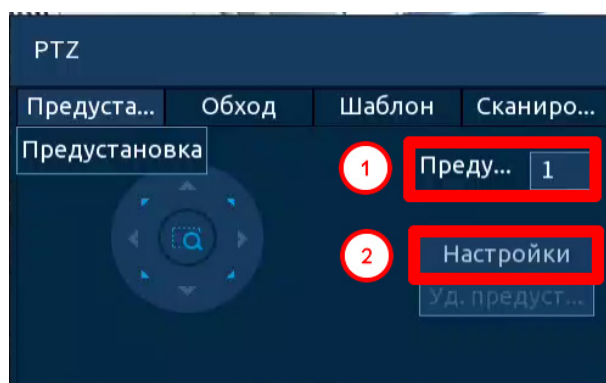 PTZ
Предуста... Обход Шаблон Сканиро...
Предустановка
1 Преду... 1
2 Настройки
Уд. предуст...